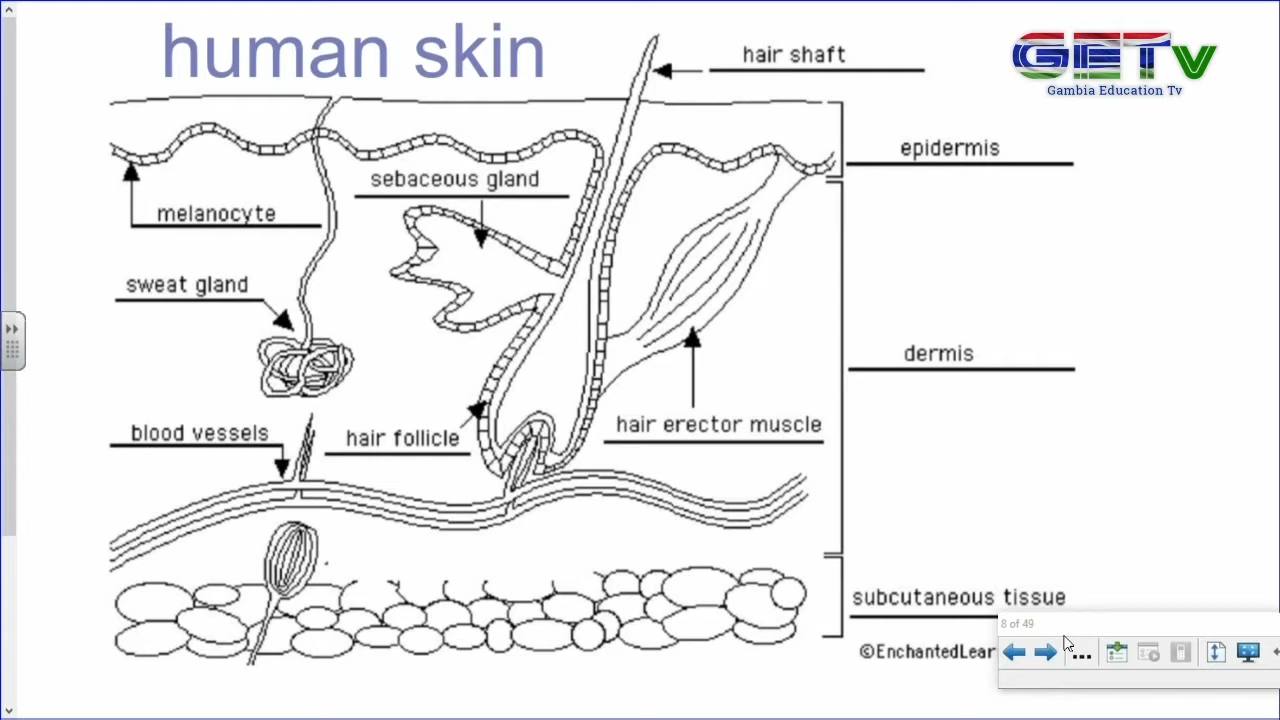 human skin
hair shaft
GETv
Gambia Education Tv
epidermis
sebaceous gland
melanocyte
sweat gland
dermis
hair erector muscle
blood vessels
hair follicle
subcutaneous tissue
8 of 49
©EnchantedLear
...